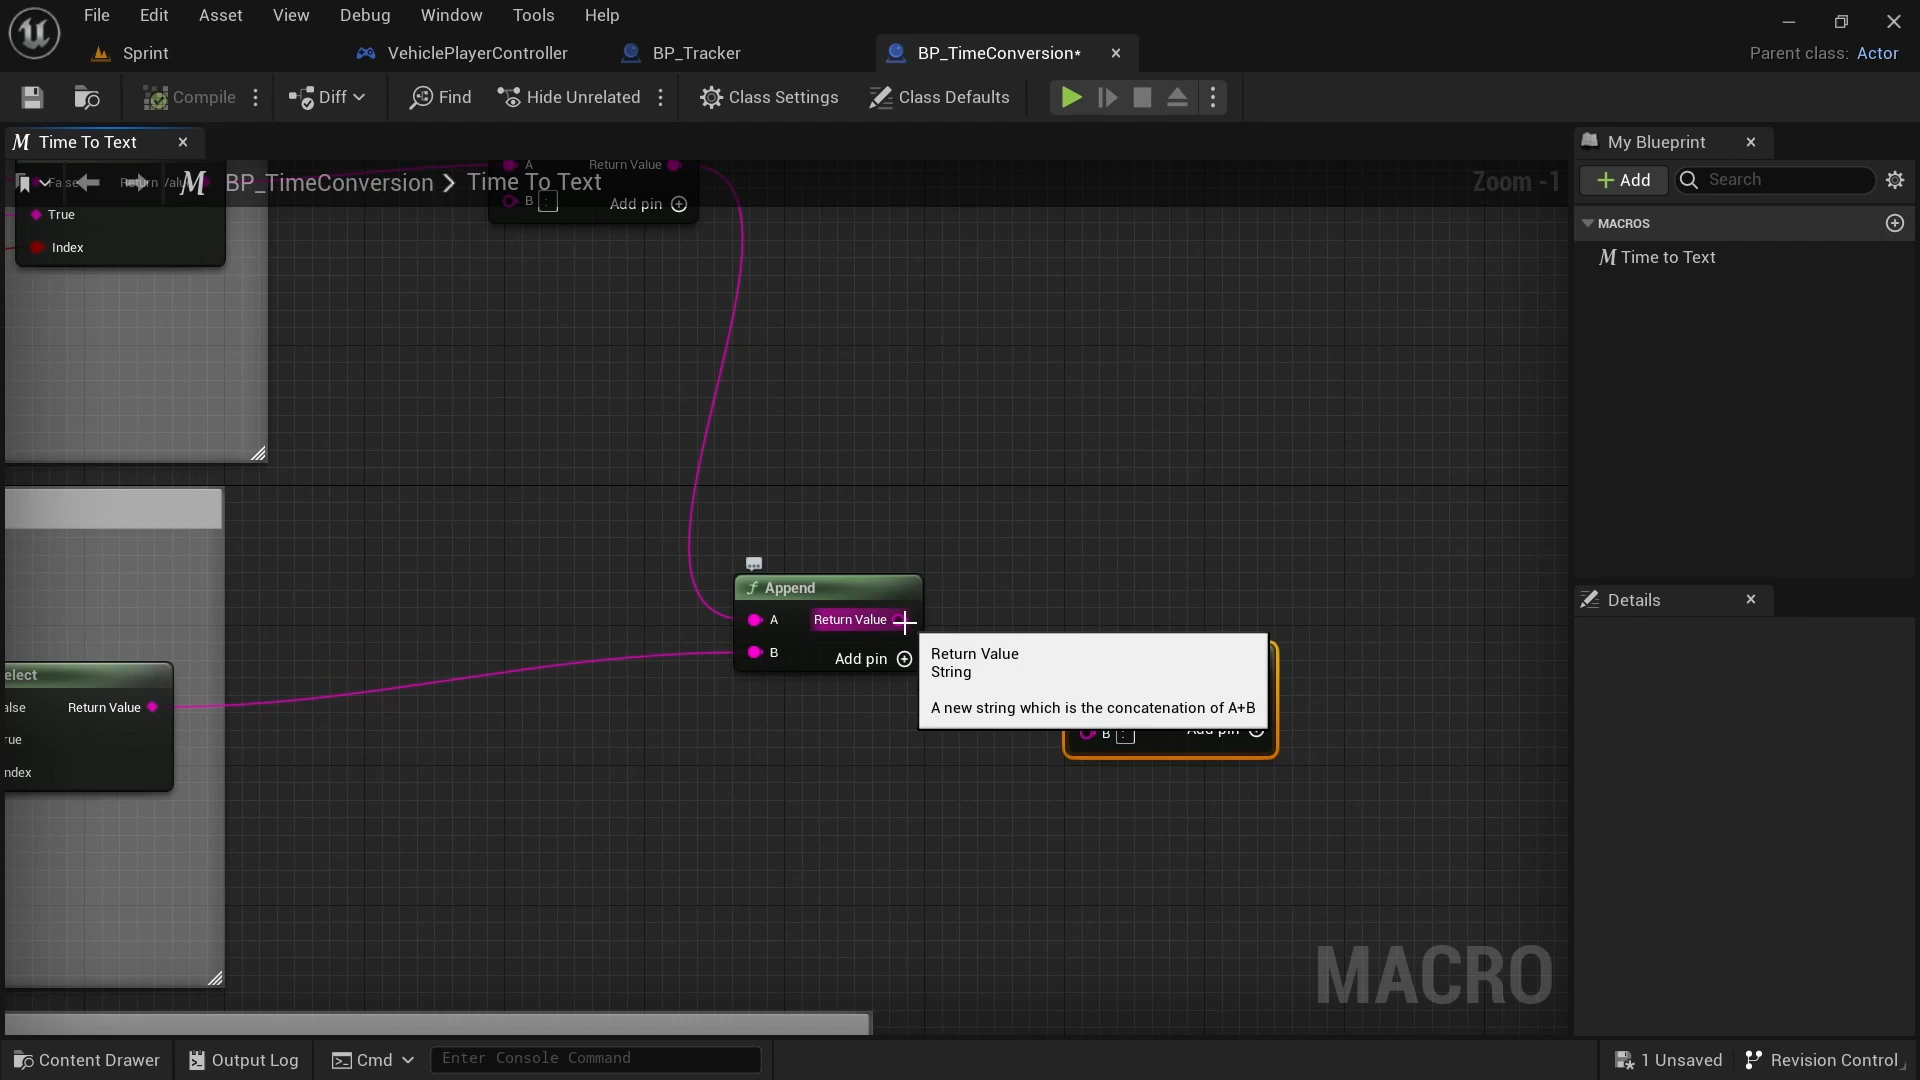 File Edit Asset View Debug Window Tools Help
Sprint VehiclePlayerController BP_Tracker BP_TimeConversion* Parent class: Actor
Compile Diff Find Hide Unrelated Class Settings Class Defaults
Time To Text
My Blueprint
BP_TimeConversion > Time To Text
Zoom -1
Add Search
MACROS
Time to Text
A Return Value
B : Add pin
True
Index
Append
A Return Value
B Add pin
Return Value
String
A new string which is the concatenation of A+B
B : Add pin
Return Value
Details
MACRO
Content Drawer Output Log Cmd Enter Console Command 1 Unsaved Revision Control